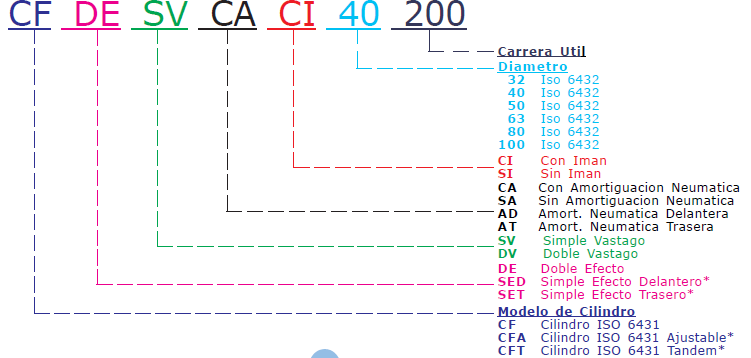 CF DE SV CA CI 40 200
Carrera Util
Diametro
32 Iso 6432
40 Iso 6432
50 Iso 6432
63 Iso 6432
80 Iso 6432
100 Iso 6432
CI Con Iman
SI Sin Iman
CA Con Amortiguacion Neumatica
SA Sin Amortiguacion Neumatica
AD Amort. Neumatica Delantera
AT Amort. Neumatica Trasera
SV Simple Vastago
DV Doble Vastago
DE Doble Efecto
SED Simple Efecto Delantero*
SET Simple Efecto Trasero*
Modelo de Cilindro
CF Cilindro ISO 6431
CFA Cilindro ISO 6431 Ajustable*
CFT Cilindro ISO 6431 Tandem*